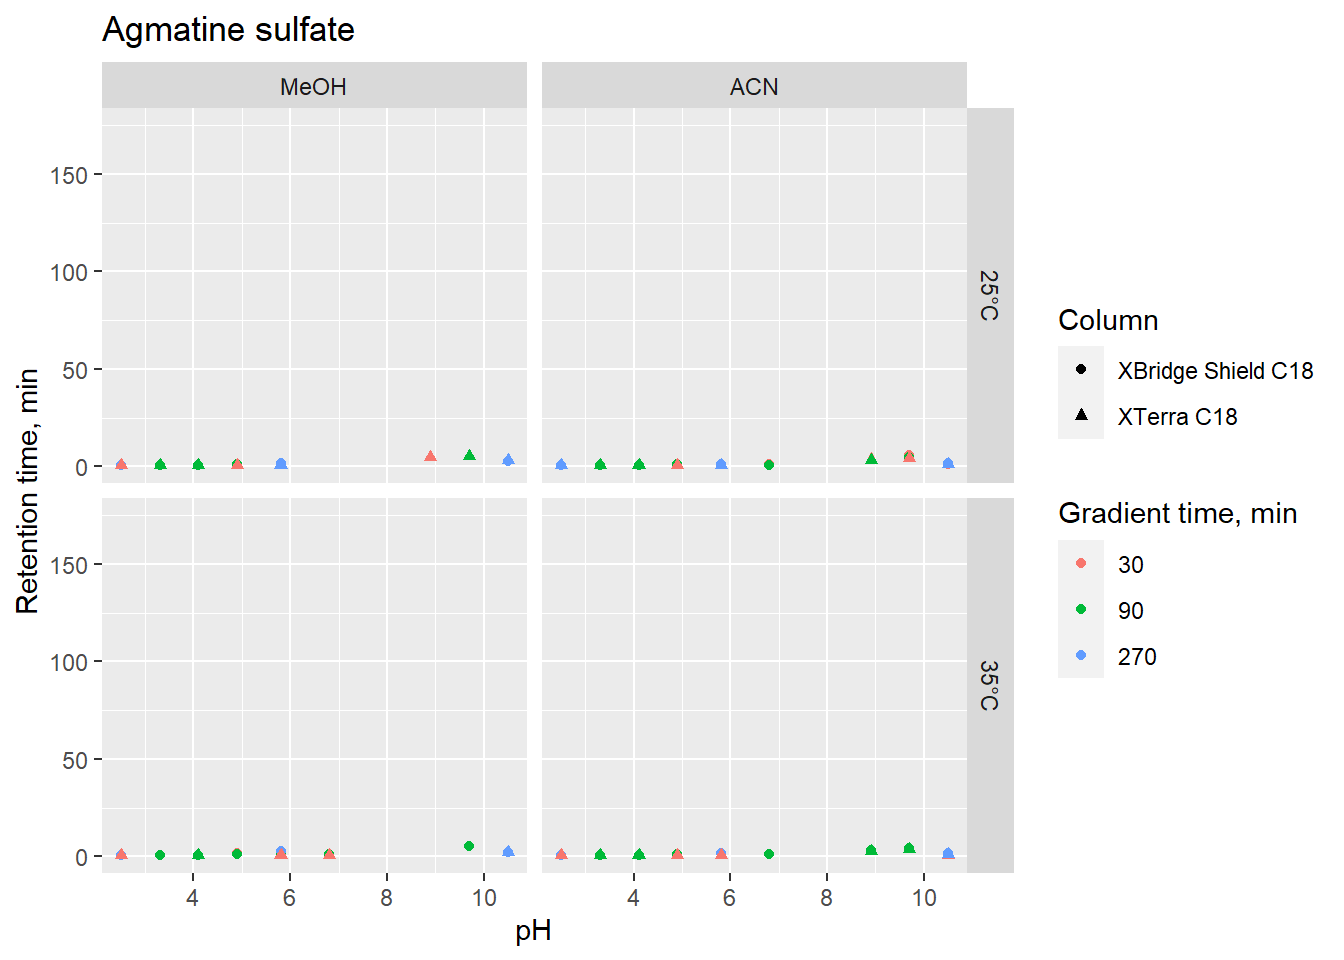 Agmatine sulfate
MeOH
ACN
150
100
50
0
25°C
150
100
50
0
35°C
4
6
8
10
4
6
8
10
pH
Retention time, min
Column
XBridge Shield C18
XTerra C18
Gradient time, min
30
90
270